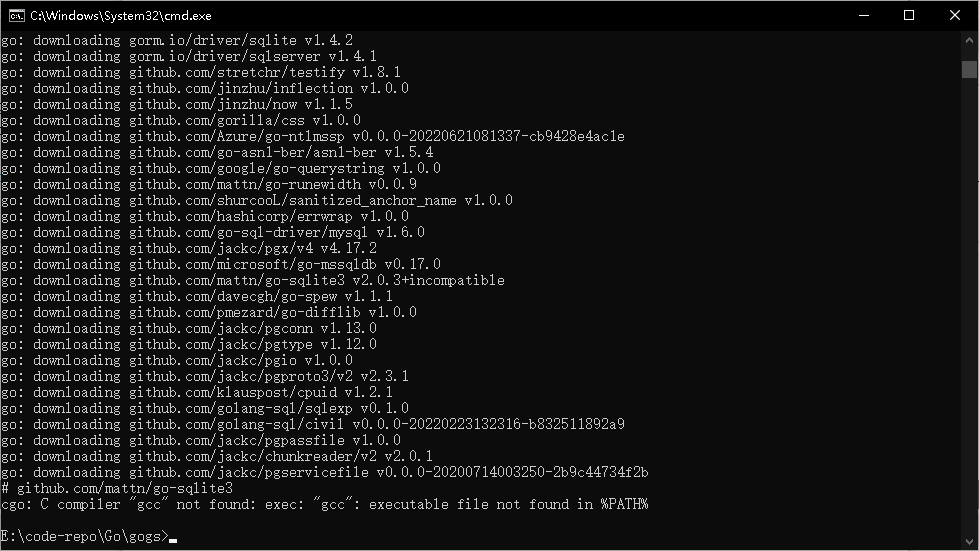 C:\Windows\System32\cmd.exe
go: downloading gorm.io/driver/sqlite v1.4.2
go: downloading gorm.io/driver/sqlserver v1.4.1
go: downloading github.com/stretchr/testify v1.8.1
go: downloading github.com/jinzhu/inflection v1.0.0
go: downloading github.com/jinzhu/now v1.1.5
go: downloading github.com/gorilla/css v1.0.0
go: downloading github.com/Azure/go-ntlmssp v0.0.0-20220621081337-cb9428e4ac1e
go: downloading github.com/go-asn1-ber/asn1-ber v1.5.4
go: downloading github.com/google/go-querystring v1.0.0
go: downloading github.com/mattn/go-runewidth v0.0.9
go: downloading github.com/shurcooL/sanitized_anchor_name v1.0.0
go: downloading github.com/hashicorp/errwrap v1.0.0
go: downloading github.com/go-sql-driver/mysql v1.6.0
go: downloading github.com/jackc/pgx/v4 v4.17.2
go: downloading github.com/microsoft/go-mssqldb v0.17.0
go: downloading github.com/mattn/go-sqlite3 v2.0.3+incompatible
go: downloading github.com/davecgh/go-spew v1.1.1
go: downloading github.com/pmezard/go-difflib v1.0.0
go: downloading github.com/jackc/pgconn v1.13.0
go: downloading github.com/jackc/pgtype v1.12.0
go: downloading github.com/jackc/pgio v1.0.0
go: downloading github.com/jackc/pgproto3/v2 v2.3.1
go: downloading github.com/klauspost/cpuid v1.2.1
go: downloading github.com/golang-sql/sqlexp v0.1.0
go: downloading github.com/golang-sql/civil v0.0.0-20220223132316-b832511892a9
go: downloading github.com/jackc/pgpassfile v1.0.0
go: downloading github.com/jackc/chunkreader/v2 v2.0.1
go: downloading github.com/jackc/pgservicefile v0.0.0-20200714003250-2b9c44734f2b
# github.com/mattn/go-sqlite3
cgo: C compiler "gcc" not found: exec: "gcc": executable file not found in %PATH%
E:\code-repo\Go\gogs>